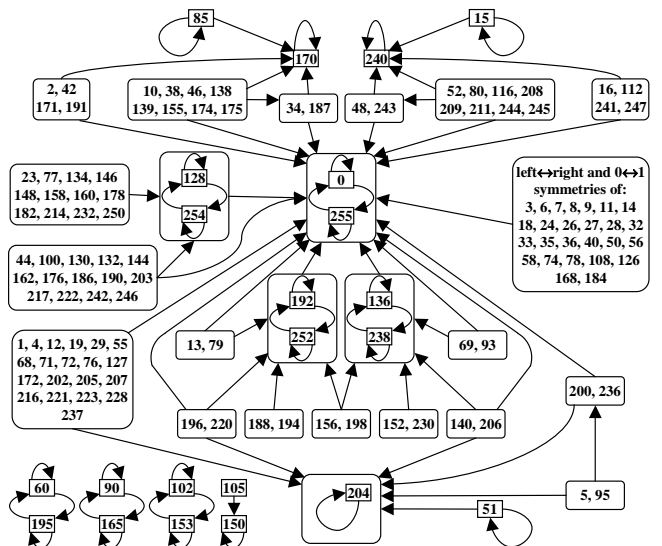 85
15
170
240
2, 42
171, 191
10, 38, 46, 138
139, 155, 174, 175
34, 187
48, 243
52, 80, 116, 208
209, 211, 244, 245
16, 112
241, 247
23, 77, 134, 146
148, 158, 160, 178
182, 214, 232, 250
128
254
0
255
left↔right and 0↔1
symmetries of:
3, 6, 7, 8, 9, 11, 14
18, 24, 26, 27, 28, 32
33, 35, 36, 40, 50, 56
58, 74, 78, 108, 126
168, 184
44, 100, 130, 132, 144
162, 176, 186, 190, 203
217, 222, 242, 246
192
252
136
238
13, 79
69, 93
1, 4, 12, 19, 29, 55
68, 71, 72, 76, 127
172, 202, 205, 207
216, 221, 223, 228
237
196, 220
188, 194
156, 198
152, 230
140, 206
200, 236
60
195
90
165
102
153
105
150
204
51
5, 95